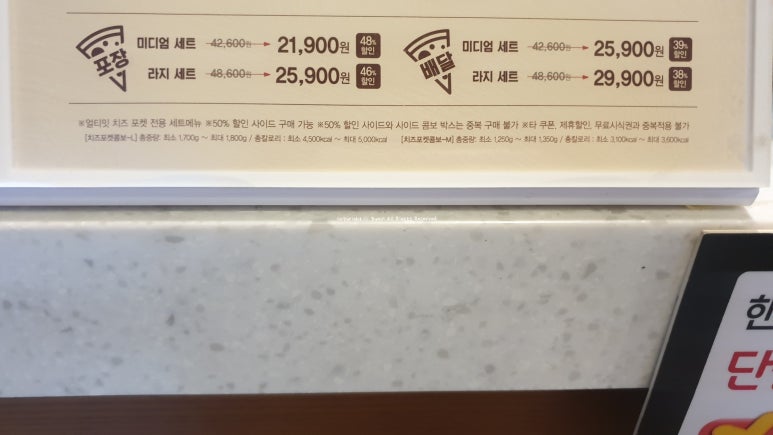 포장
미디엄 세트 42,600원 → 21,900원 48% 할인
라지 세트 48,600원 → 25,900원 46% 할인
배달
미디엄 세트 42,600원 → 25,900원 39% 할인
라지 세트 48,600원 → 29,900원 38% 할인
※얼티밋 치즈 포켓 전용 세트메뉴 ※50% 할인 사이드 구매 가능 ※50% 할인 사이드와 사이드 콤보 박스는 중복 구매 불가 ※타 쿠폰, 제휴할인, 무료시식권과 중복적용 불가
[치즈포켓콤보-L] 총중량: 최소 1,700g ~ 최대 1,800g / 총칼로리 : 최소 4,500kcal ~ 최대 5,000kcal [치즈포켓콤보-M] 총중량: 최소 1,250g ~ 최대 1,350g / 총칼로리 : 최소 3,100kcal ~ 최대 3,600kcal
한